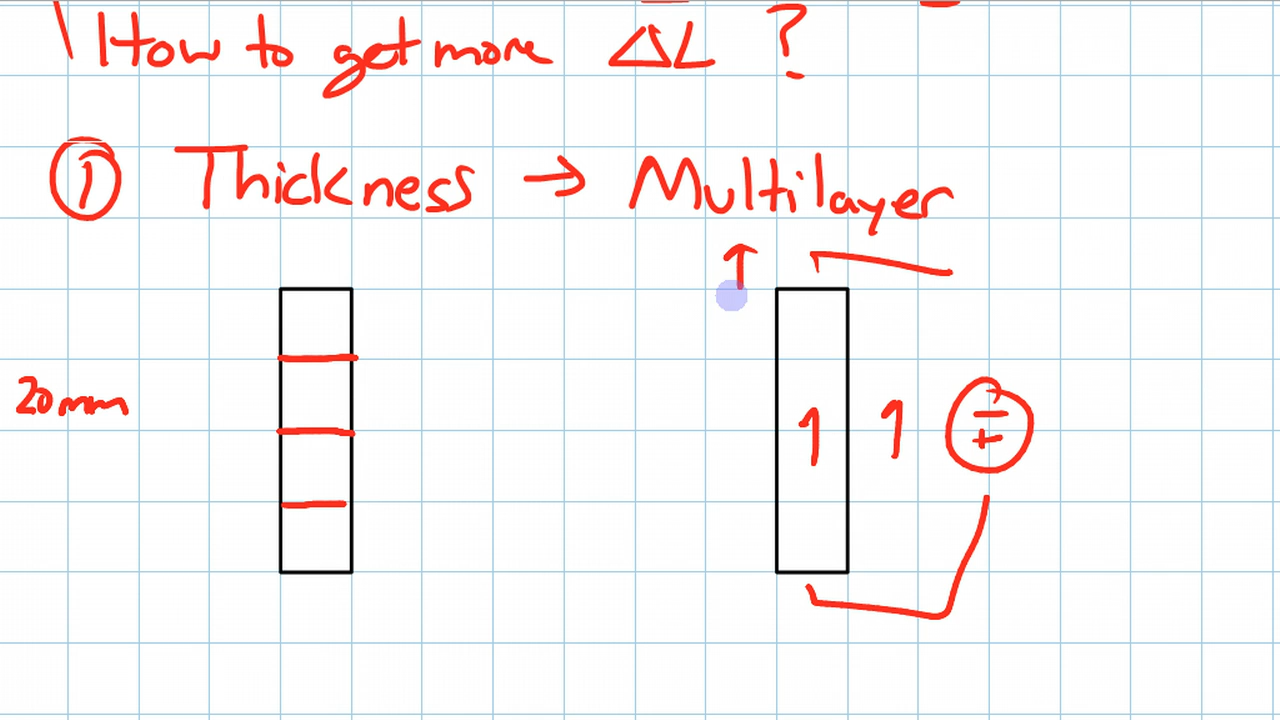 How to get more ΔL ?
① Thickness → Multilayer
↑
20mm
↑ ↑ - +